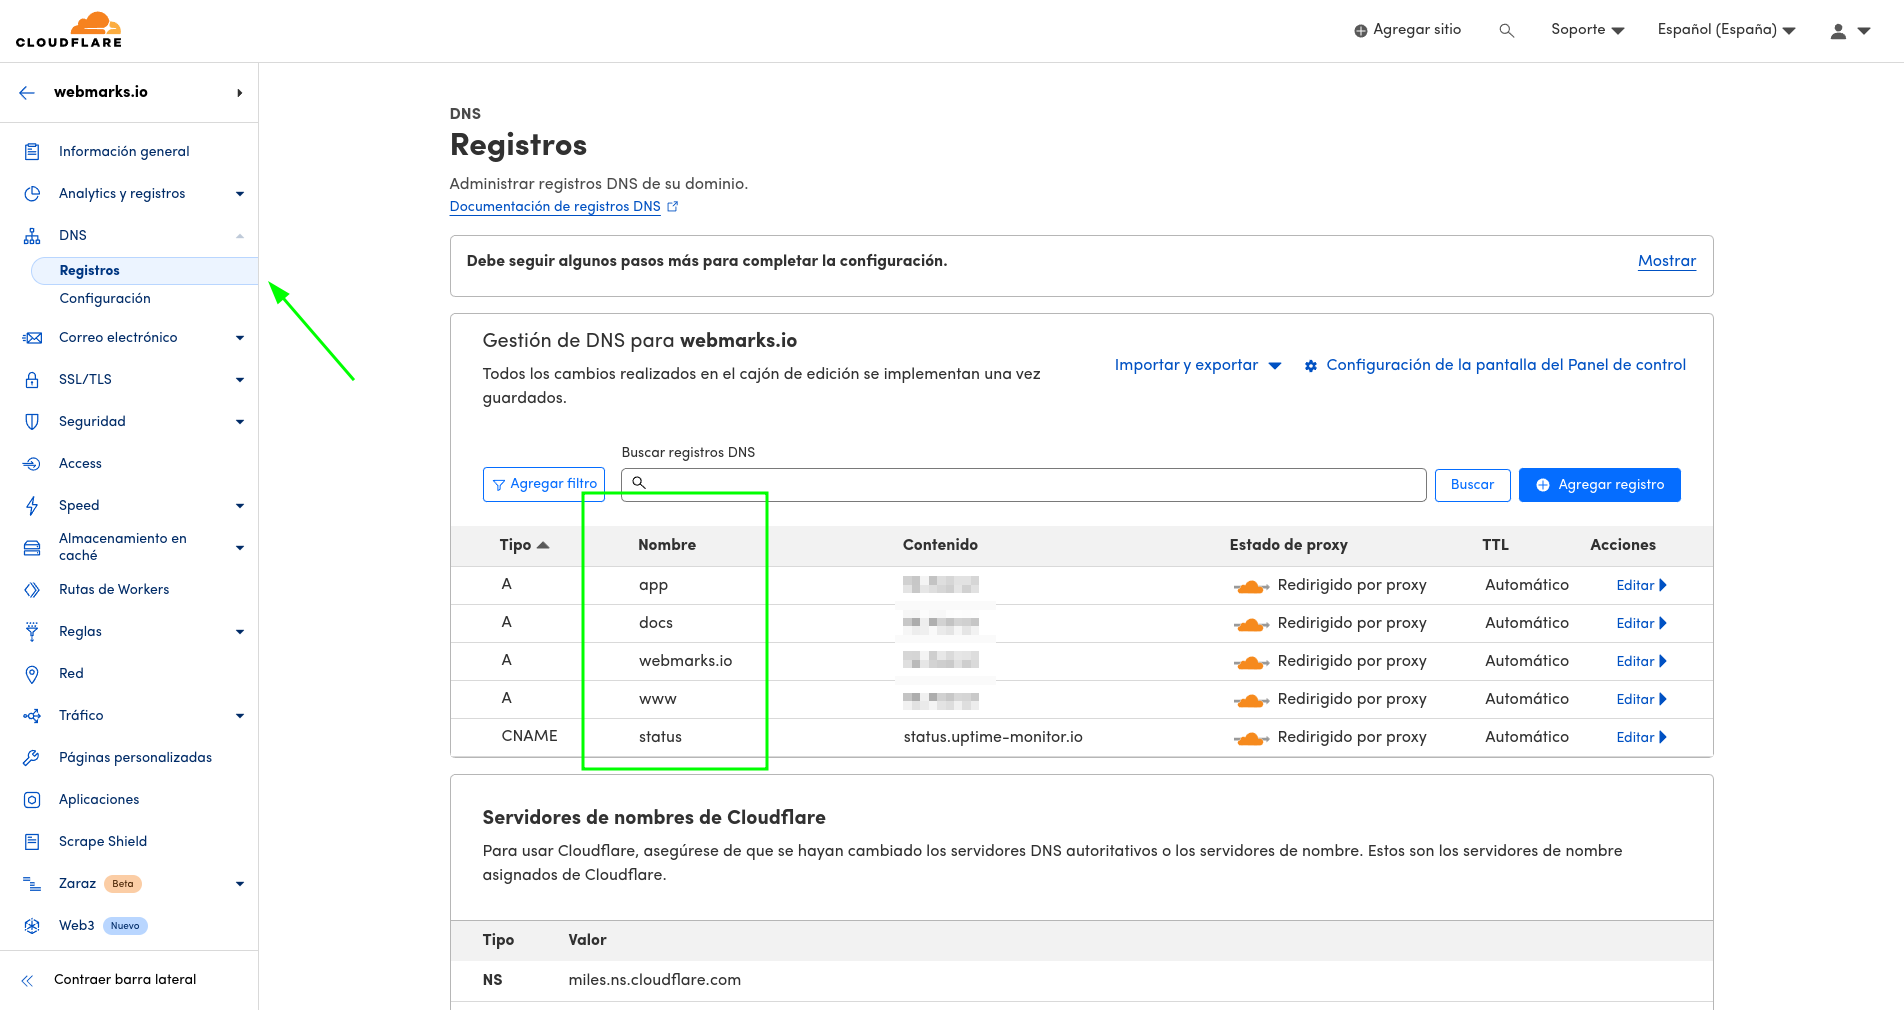 CLOUDFLARE
Agregar sitio
Soporte
Español (España)
webmarks.io
Información general
Analytics y registros
DNS
Registros
Configuración
Correo electrónico
SSL/TLS
Seguridad
Access
Speed
Almacenamiento en
caché
Rutas de Workers
Reglas
Red
Tráfico
Páginas personalizadas
Aplicaciones
Scrape Shield
Zaraz Beta
Web3 Nuevo
Contraer barra lateral
DNS
Registros
Administrar registros DNS de su dominio.
Documentación de registros DNS
Debe seguir algunos pasos más para completar la configuración.
Mostrar
Gestión de DNS para webmarks.io
Todos los cambios realizados en el cajón de edición se implementan una vez
guardados.
Importar y exportar
Configuración de la pantalla del Panel de control
Buscar registros DNS
Agregar filtro
Buscar
Agregar registro
Tipo Nombre Contenido Estado de proxy TTL Acciones
A app Redirigido por proxy Automático Editar
A docs Redirigido por proxy Automático Editar
A webmarks.io Redirigido por proxy Automático Editar
A www Redirigido por proxy Automático Editar
CNAME status status.uptime-monitor.io Redirigido por proxy Automático Editar
Servidores de nombres de Cloudflare
Para usar Cloudflare, asegúrese de que se hayan cambiado los servidores DNS autoritativos o los servidores de nombre. Estos son los servidores de nombre
asignados de Cloudflare.
Tipo Valor
NS miles.ns.cloudflare.com